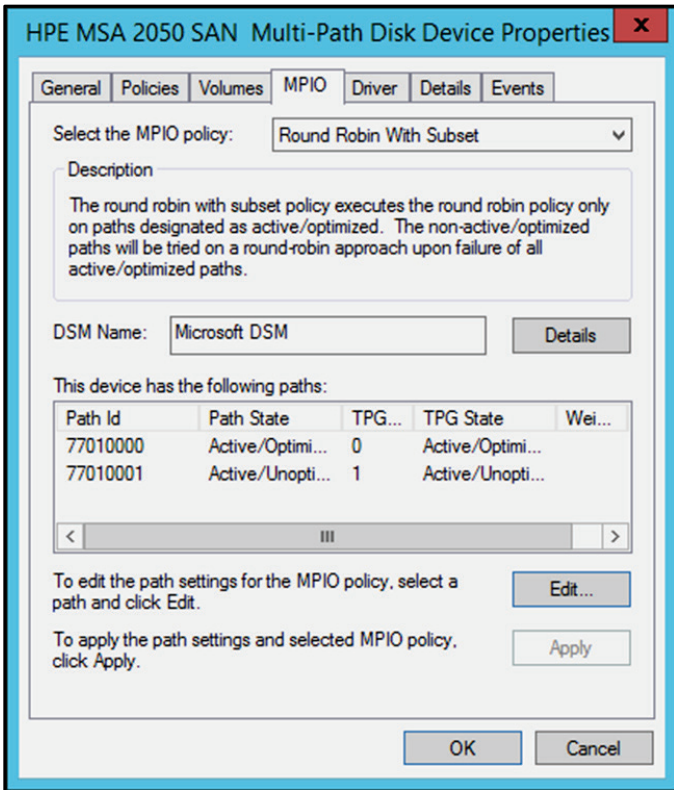 HPE MSA 2050 SAN  Multi-Path Disk Device Properties x
General Policies Volumes MPIO Driver Details Events
Select the MPIO policy: Round Robin With Subset
Description
The round robin with subset policy executes the round robin policy only
on paths designated as active/optimized.  The non-active/optimized
paths will be tried on a round-robin approach upon failure of all
active/optimized paths.
DSM Name: Microsoft DSM Details
This device has the following paths:
Path Id Path State TPG... TPG State Wei...
77010000 Active/Optimi... 0 Active/Optimi...
77010001 Active/Unopti... 1 Active/Unopti...
To edit the path settings for the MPIO policy, select a
path and click Edit.
Edit...
To apply the path settings and selected MPIO policy,
click Apply.
Apply
OK Cancel